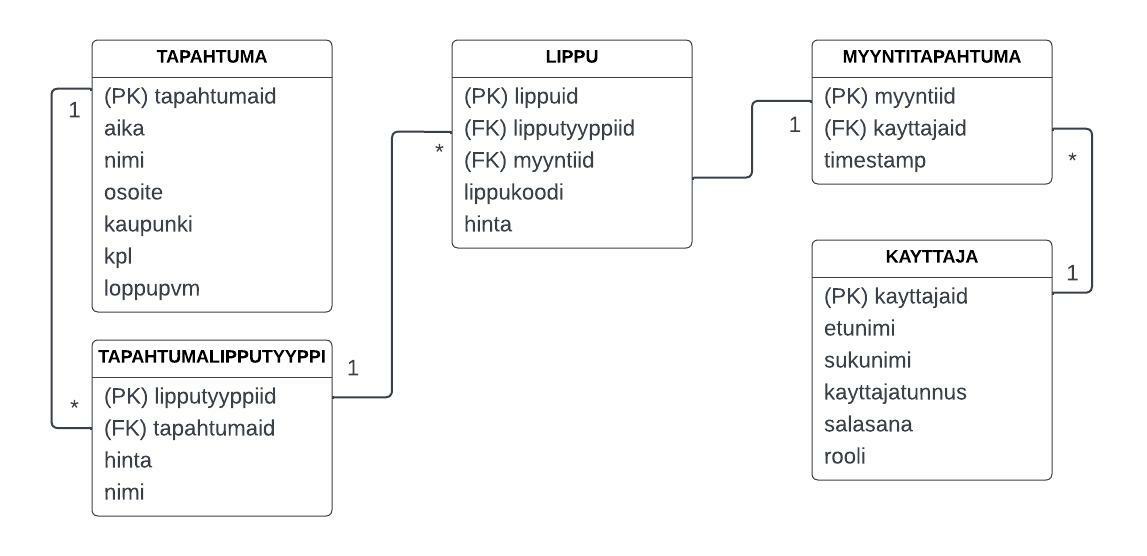 TAPAHTUMA
(PK) tapahtumaid
aika
nimi
osoite
kaupunki
kpl
loppupvm
1
*
TAPAHTUMALIPPUTYYPPI
(PK) lipputyyppiid
(FK) tapahtumaid
hinta
nimi
1
*
LIPPU
(PK) lippuid
(FK) lipputyyppiid
(FK) myyntiid
lippukoodi
hinta
1
MYYNTITAPAHTUMA
(PK) myyntiid
(FK) kayttajaid
timestamp
*
1
KAYTTAJA
(PK) kayttajaid
etunimi
sukunimi
kayttajatunnus
salasana
rooli